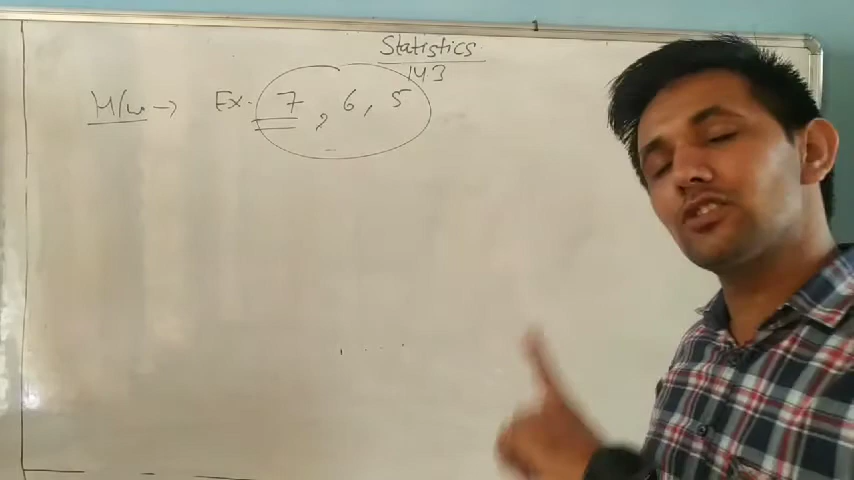 Statistics
143
H/w → Ex. 7, 6, 5